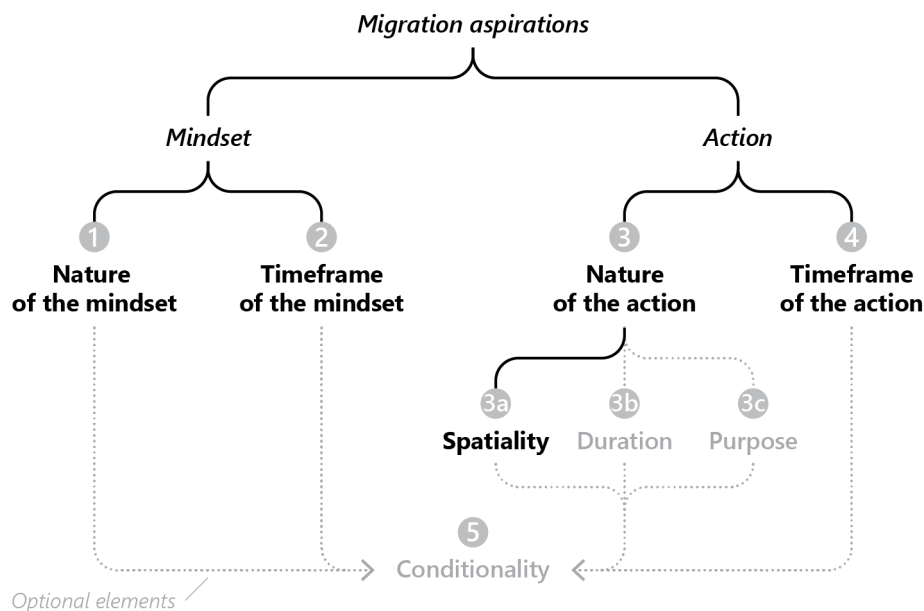 Migration aspirations
Mindset
Action
1
2
3
4
Nature
of the mindset
Timeframe
of the mindset
Nature
of the action
Timeframe
of the action
3a
3b
3c
Spatiality
Duration
Purpose
5
Conditionality
Optional elements